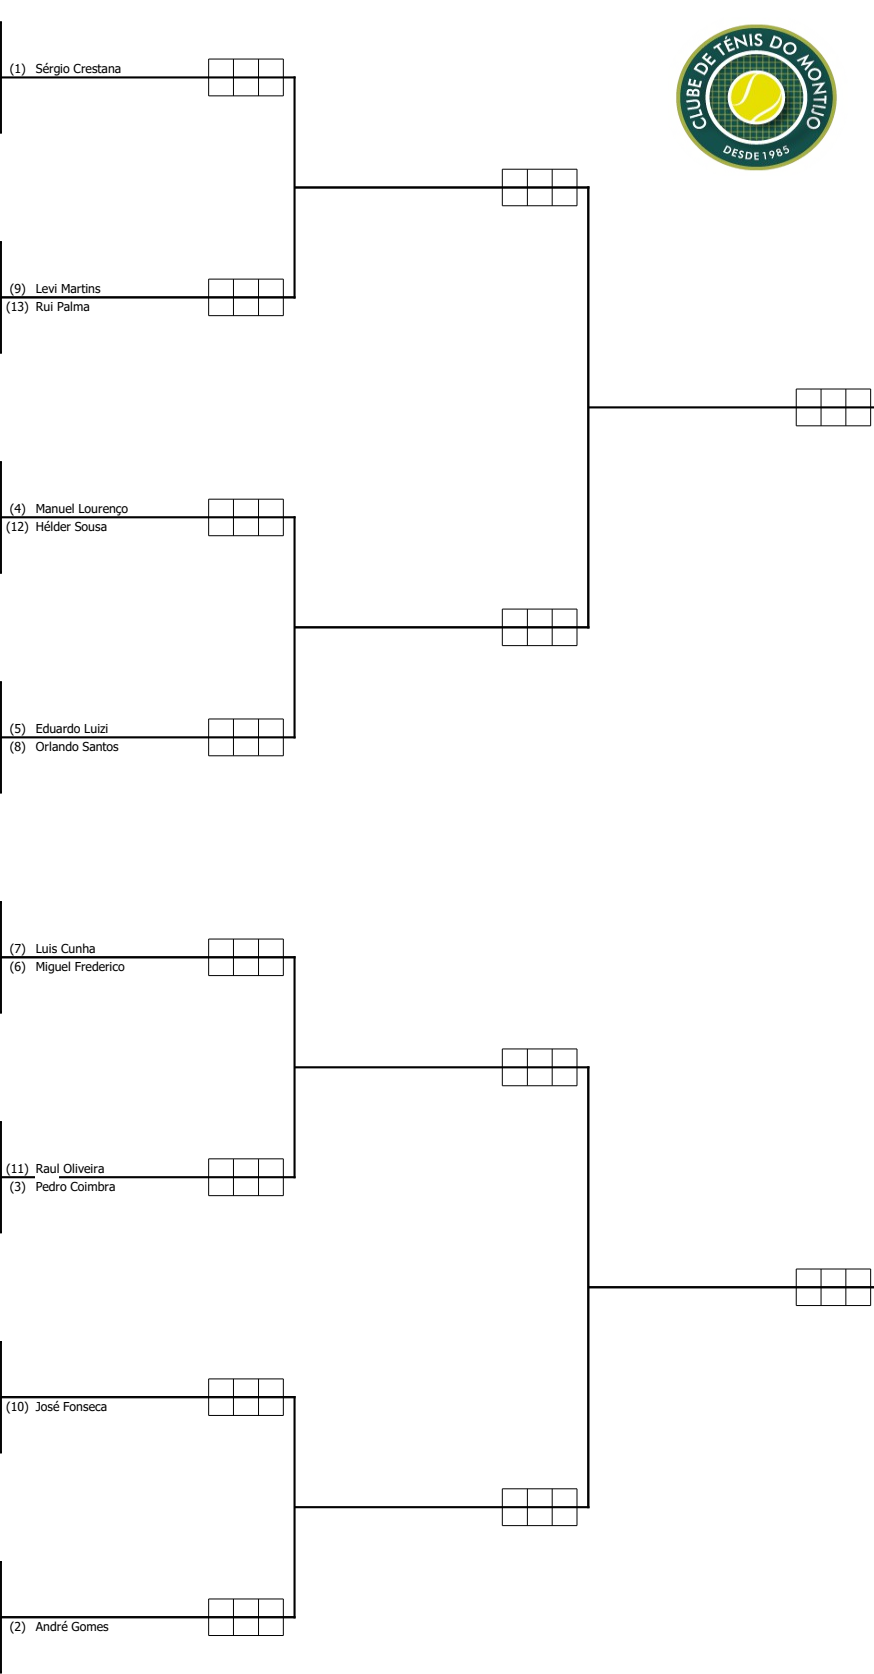 CLUBE DE TÉNIS DO MONTIJO
DESDE 1985
(1) Sérgio Crestana
(9) Levi Martins
(13) Rui Palma
(4) Manuel Lourenço
(12) Hélder Sousa
(5) Eduardo Luizi
(8) Orlando Santos
(7) Luis Cunha
(6) Miguel Frederico
(11) Raul Oliveira
(3) Pedro Coimbra
(10) José Fonseca
(2) André Gomes